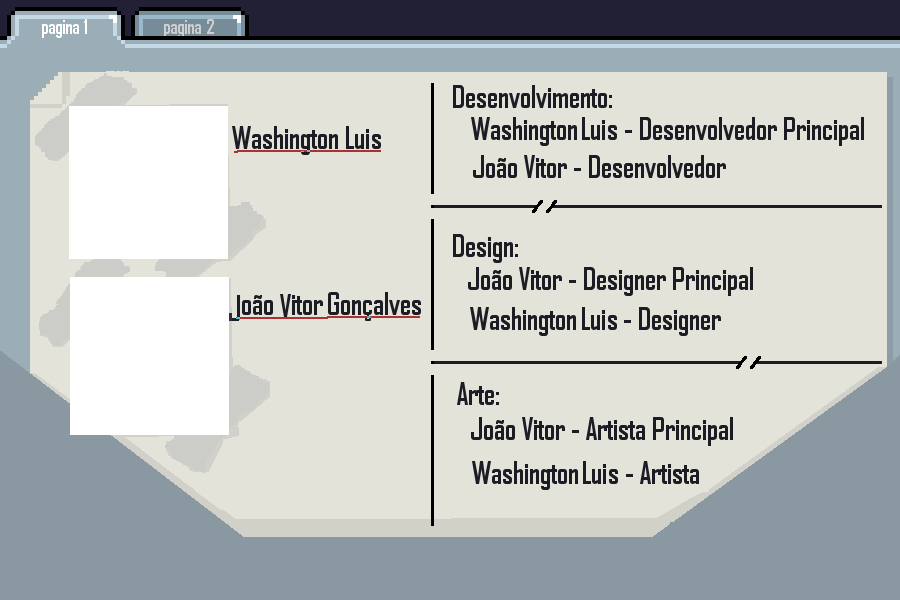 pagina 1
pagina 2
Washington Luis
João Vitor Gonçalves
Desenvolvimento:
Washington Luis - Desenvolvedor Principal
João Vitor - Desenvolvedor
Design:
João Vitor - Designer Principal
Washington Luis - Designer
Arte:
João Vitor - Artista Principal
Washington Luis - Artista